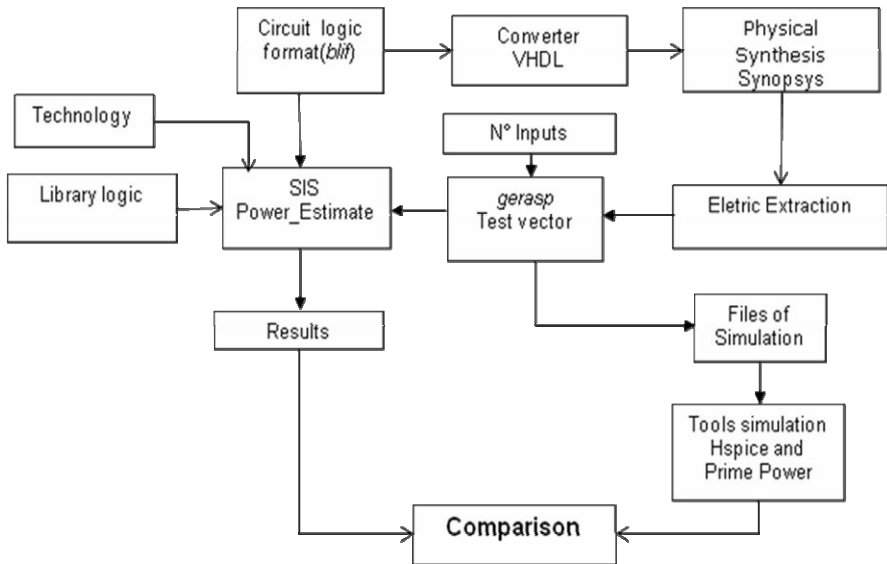 Circuit logic
format(blif)
Converter
VHDL
Physical
Synthesis
Synopsys
Technology
N° Inputs
Library logic
SIS
Power_Estimate
gerasp
Test vector
Eletric Extraction
Results
Files of
Simulation
Tools simulation
Hspice and
Prime Power
Comparison